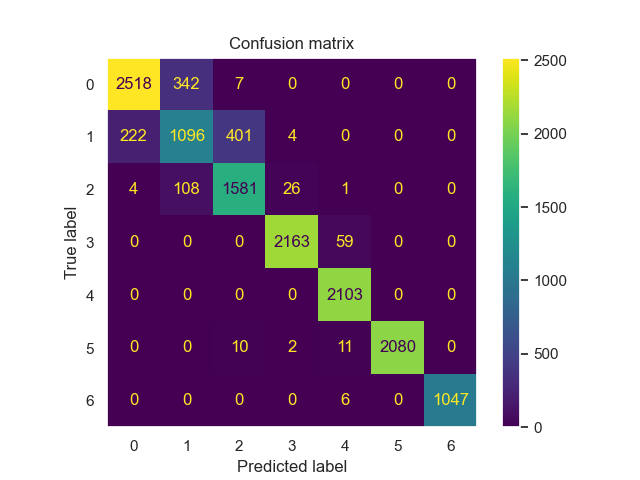 Confusion matrix
0 2518 342 7 0 0 0 0
1 222 1096 401 4 0 0 0
2 4 108 1581 26 1 0 0
3 0 0 0 2163 59 0 0
4 0 0 0 0 2103 0 0
5 0 0 10 2 11 2080 0
6 0 0 0 0 6 0 1047
0 1 2 3 4 5 6
Predicted label
True label
2500
2000
1500
1000
500
0